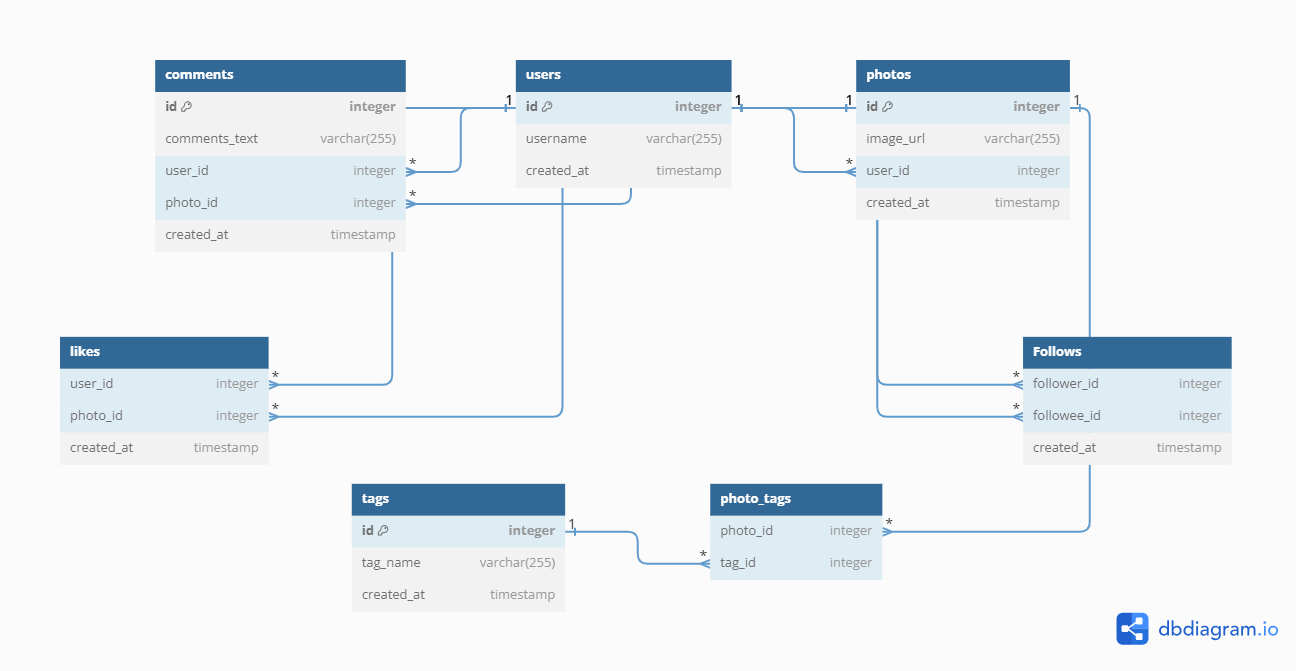 comments
id integer
comments_text varchar(255)
user_id integer
photo_id integer
created_at timestamp
1
*
*
users
id integer
username varchar(255)
created_at timestamp
1
1
*
photos
id integer
image_url varchar(255)
user_id integer
created_at timestamp
1
likes
user_id integer
photo_id integer
created_at timestamp
*
*
Follows
follower_id integer
followee_id integer
created_at timestamp
*
*
tags
id integer
tag_name varchar(255)
created_at timestamp
1
*
photo_tags
photo_id integer
tag_id integer
*
dbdiagram.io